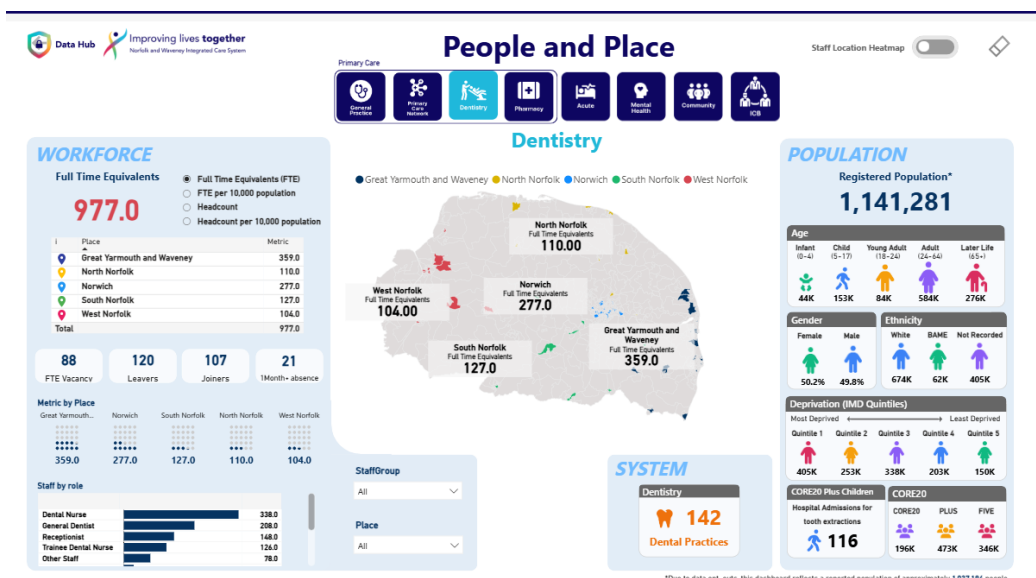 Data Hub
Improving lives together
Norfolk and Waveney Integrated Care System
People and Place
Staff Location Heatmap
Primary Care
General Practice
Primary Care Network
Dentistry
Pharmacy
Acute
Mental Health
Community
ICB
Dentistry
WORKFORCE
Full Time Equivalents
977.0
Full Time Equivalents (FTE)
FTE per 10,000 population
Headcount
Headcount per 10,000 population
i Place Metric
Great Yarmouth and Waveney 359.0
North Norfolk 110.0
Norwich 277.0
South Norfolk 127.0
West Norfolk 104.0
Total 977.0
88 120 107 21
FTE Vacancy Leavers Joiners 1Month+ absence
Metric by Place
Great Yarmouth... Norwich South Norfolk North Norfolk West Norfolk
359.0 277.0 127.0 110.0 104.0
Staff by role
Dental Nurse 338.0
General Dentist 208.0
Receptionist 148.0
Trainee Dental Nurse 126.0
Other Staff 78.0
Great Yarmouth and Waveney North Norfolk Norwich South Norfolk West Norfolk
North Norfolk
Full Time Equivalents
110.00
West Norfolk
Full Time Equivalents
104.00
Norwich
Full Time Equivalents
277.0
Great Yarmouth and
Waveney
Full Time Equivalents
359.0
South Norfolk
Full Time Equivalents
127.0
StaffGroup
All
Place
All
SYSTEM
Dentistry
142
Dental Practices
POPULATION
Registered Population*
1,141,281
Age
Infant Child Young Adult Adult Later Life
(0-4) (5-17) (18-24) (24-64) (65+)
44K 153K 84K 584K 276K
Gender
Female Male
50.2% 49.8%
Ethnicity
White BAME Not Recorded
674K 62K 405K
Deprivation (IMD Quintiles)
Most Deprived Least Deprived
Quintile 1 Quintile 2 Quintile 3 Quintile 4 Quintile 5
405K 253K 338K 203K 150K
CORE20 Plus Children
Hospital Admissions for
tooth extractions
116
CORE20
CORE20 PLUS FIVE
196K 473K 346K